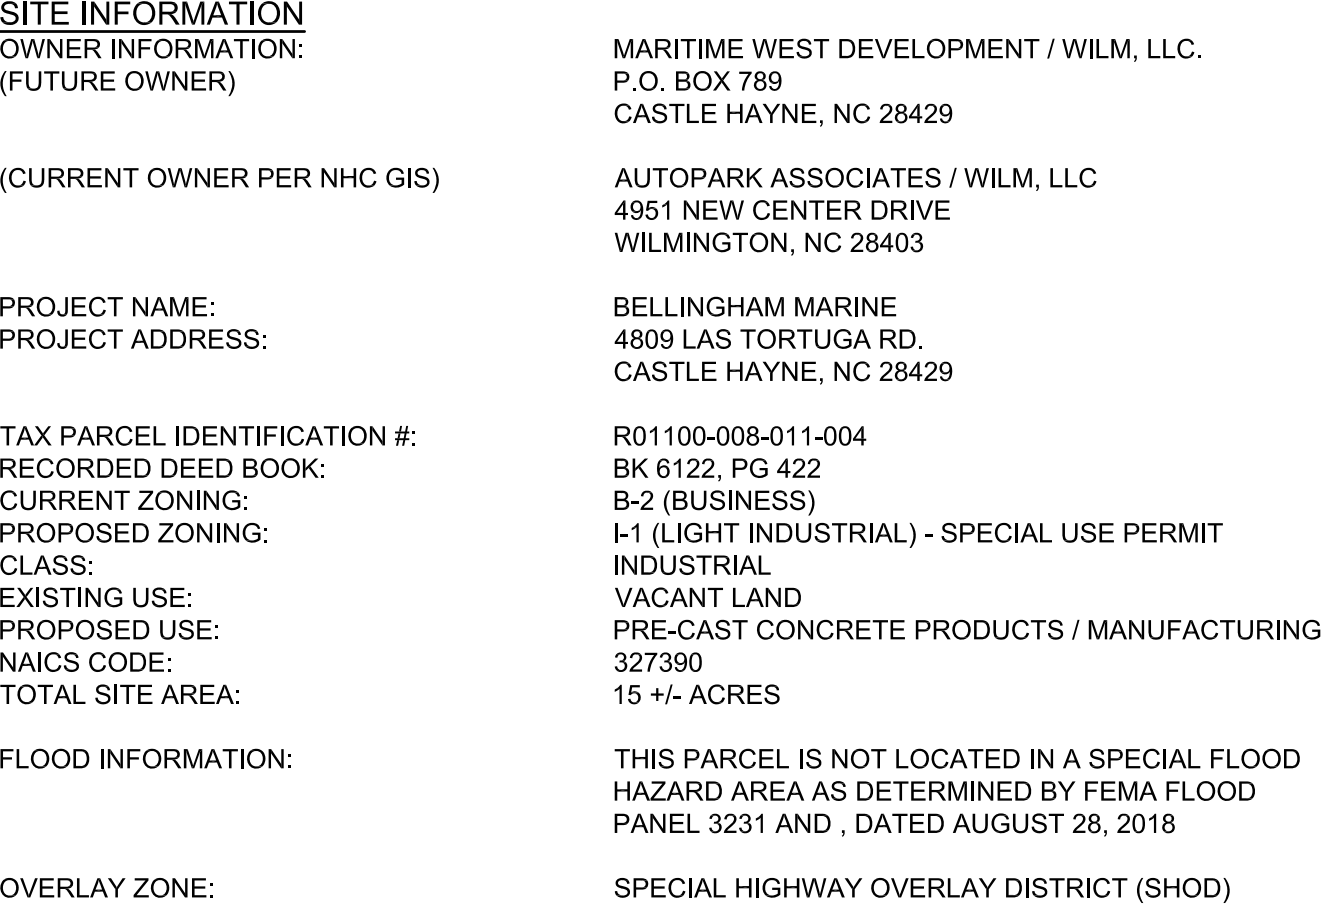 SITE INFORMATION
OWNER INFORMATION: MARITIME WEST DEVELOPMENT / WILM, LLC.
(FUTURE OWNER) P.O. BOX 789
CASTLE HAYNE, NC 28429
(CURRENT OWNER PER NHC GIS) AUTOPARK ASSOCIATES / WILM, LLC
4951 NEW CENTER DRIVE
WILMINGTON, NC 28403
PROJECT NAME: BELLINGHAM MARINE
PROJECT ADDRESS: 4809 LAS TORTUGA RD.
CASTLE HAYNE, NC 28429
TAX PARCEL IDENTIFICATION #: R01100-008-011-004
RECORDED DEED BOOK: BK 6122, PG 422
CURRENT ZONING: B-2 (BUSINESS)
PROPOSED ZONING: I-1 (LIGHT INDUSTRIAL) - SPECIAL USE PERMIT
CLASS: INDUSTRIAL
EXISTING USE: VACANT LAND
PROPOSED USE: PRE-CAST CONCRETE PRODUCTS / MANUFACTURING
NAICS CODE: 327390
TOTAL SITE AREA: 15 +/- ACRES
FLOOD INFORMATION: THIS PARCEL IS NOT LOCATED IN A SPECIAL FLOOD
HAZARD AREA AS DETERMINED BY FEMA FLOOD
PANEL 3231 AND , DATED AUGUST 28, 2018
OVERLAY ZONE: SPECIAL HIGHWAY OVERLAY DISTRICT (SHOD)